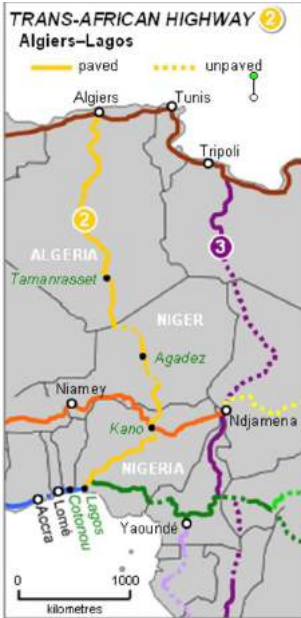 TRANS-AFRICAN HIGHWAY 2
Algiers–Lagos
paved
unpaved
Algiers
Tunis
Tripoli
2
3
ALGERIA
Tamanrasset
NIGER
Agadez
Niamey
Kano
Ndjamena
NIGERIA
Lagos
Cotonou
Lomé
Accra
Yaoundé
0
1000
kilometres